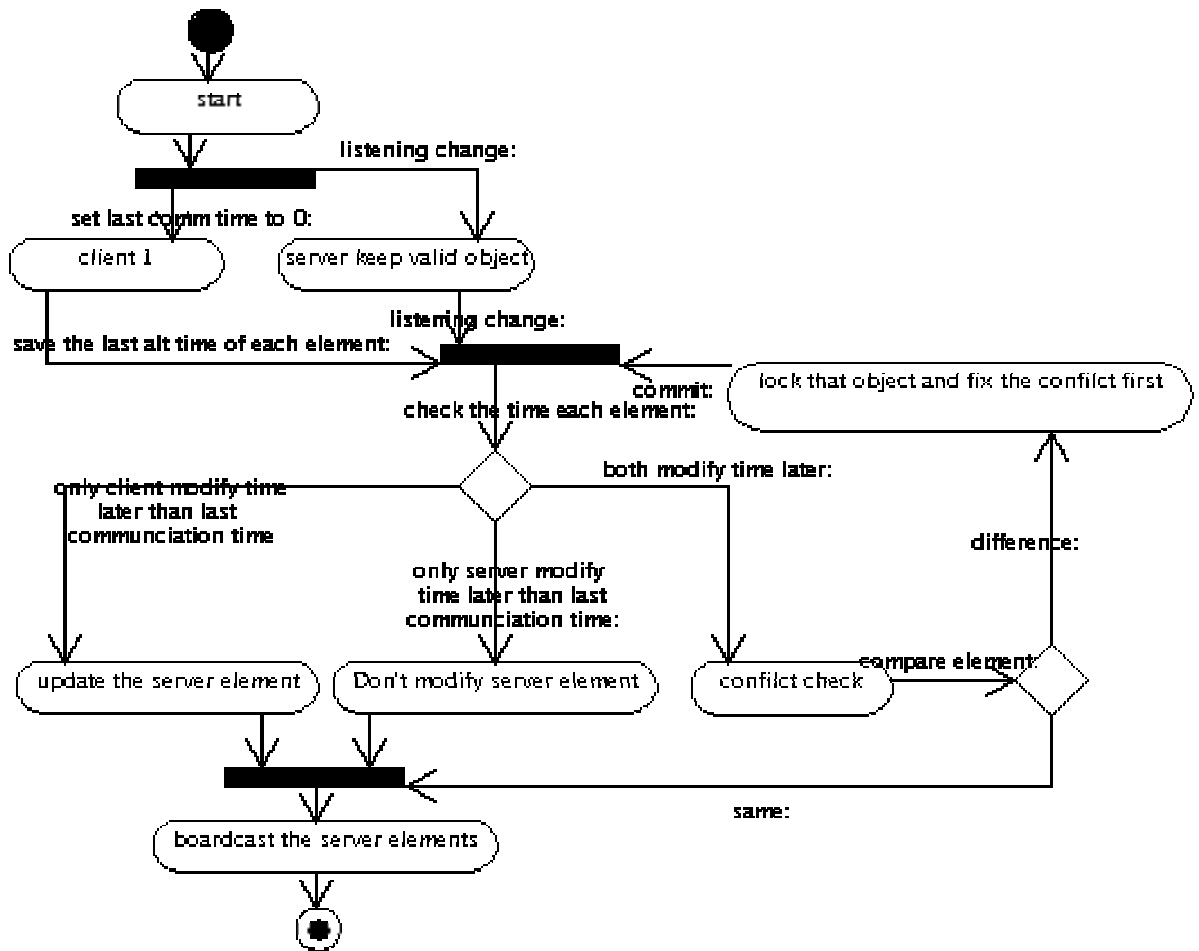 start
listening change:
set last comm time to 0:
client 1
server keep valid object
listening change:
save the last alt time of each element:
lock that object and fix the confilct first
commit:
check the time each element:
both modify time later:
only client modify time
later than last
communciation time
difference:
only server modify
time later than last
communciation time:
compare element:
update the server element
Don't modify server element
confilct check
same:
boardcast the server elements